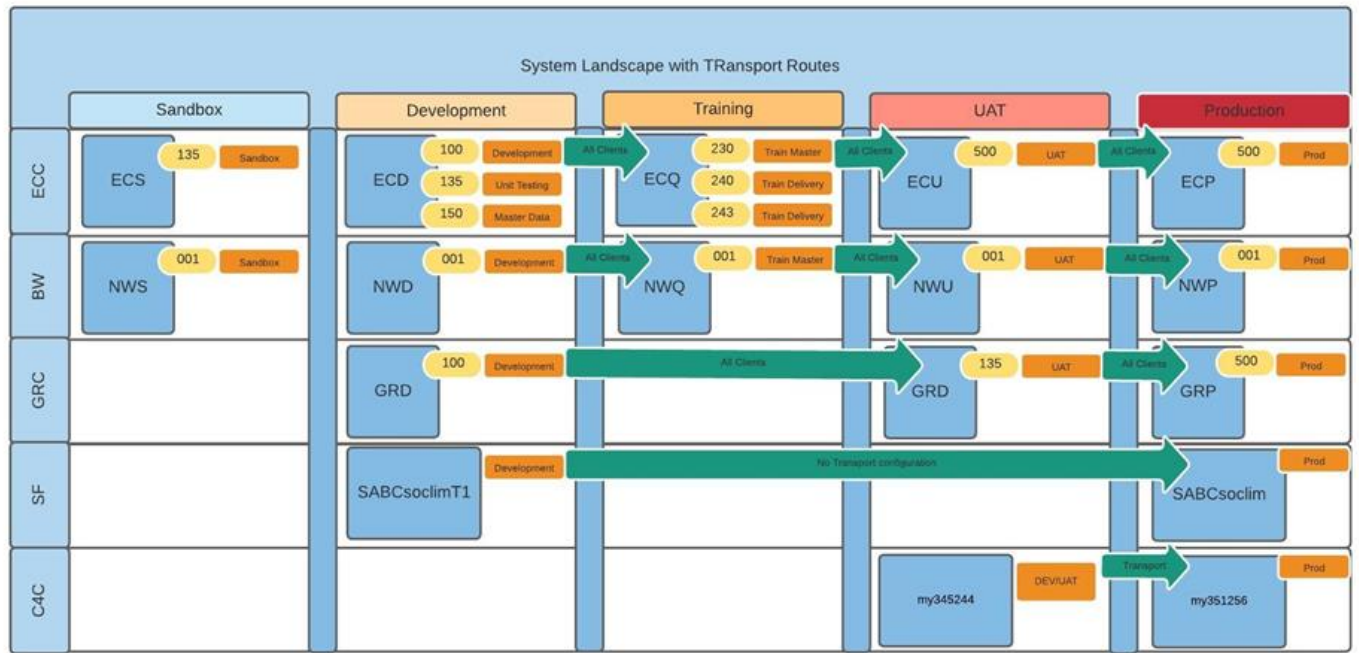 System Landscape with TRansport Routes
Sandbox
Development
Training
UAT
Production
ECC
ECS
135
Sandbox
ECD
100
Development
135
Unit Testing
150
Master Data
All Clients
ECQ
230
Train Master
240
Train Delivery
243
Train Delivery
All Clients
ECU
500
UAT
All Clients
ECP
500
Prod
BW
NWS
001
Sandbox
NWD
001
Development
All Clients
NWQ
001
Train Master
All Clients
NWU
001
UAT
All Clients
NWP
001
Prod
GRC
GRD
100
Development
All Clients
GRD
135
UAT
All Clients
GRP
500
Prod
SF
SABCsoclimT1
Development
No Transport configuration
SABCsoclim
Prod
C4C
my345244
DEV/UAT
Transport
my351256
Prod